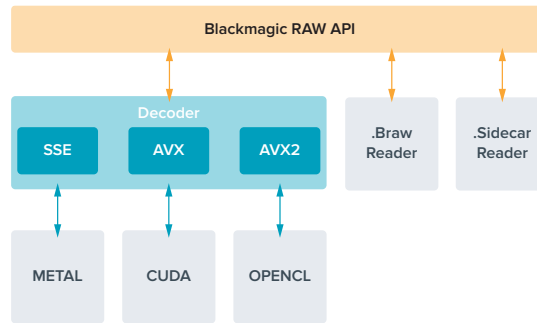 Blackmagic RAW API
Decoder
SSE
AVX
AVX2
.Braw
Reader
.Sidecar
Reader
METAL
CUDA
OPENCL